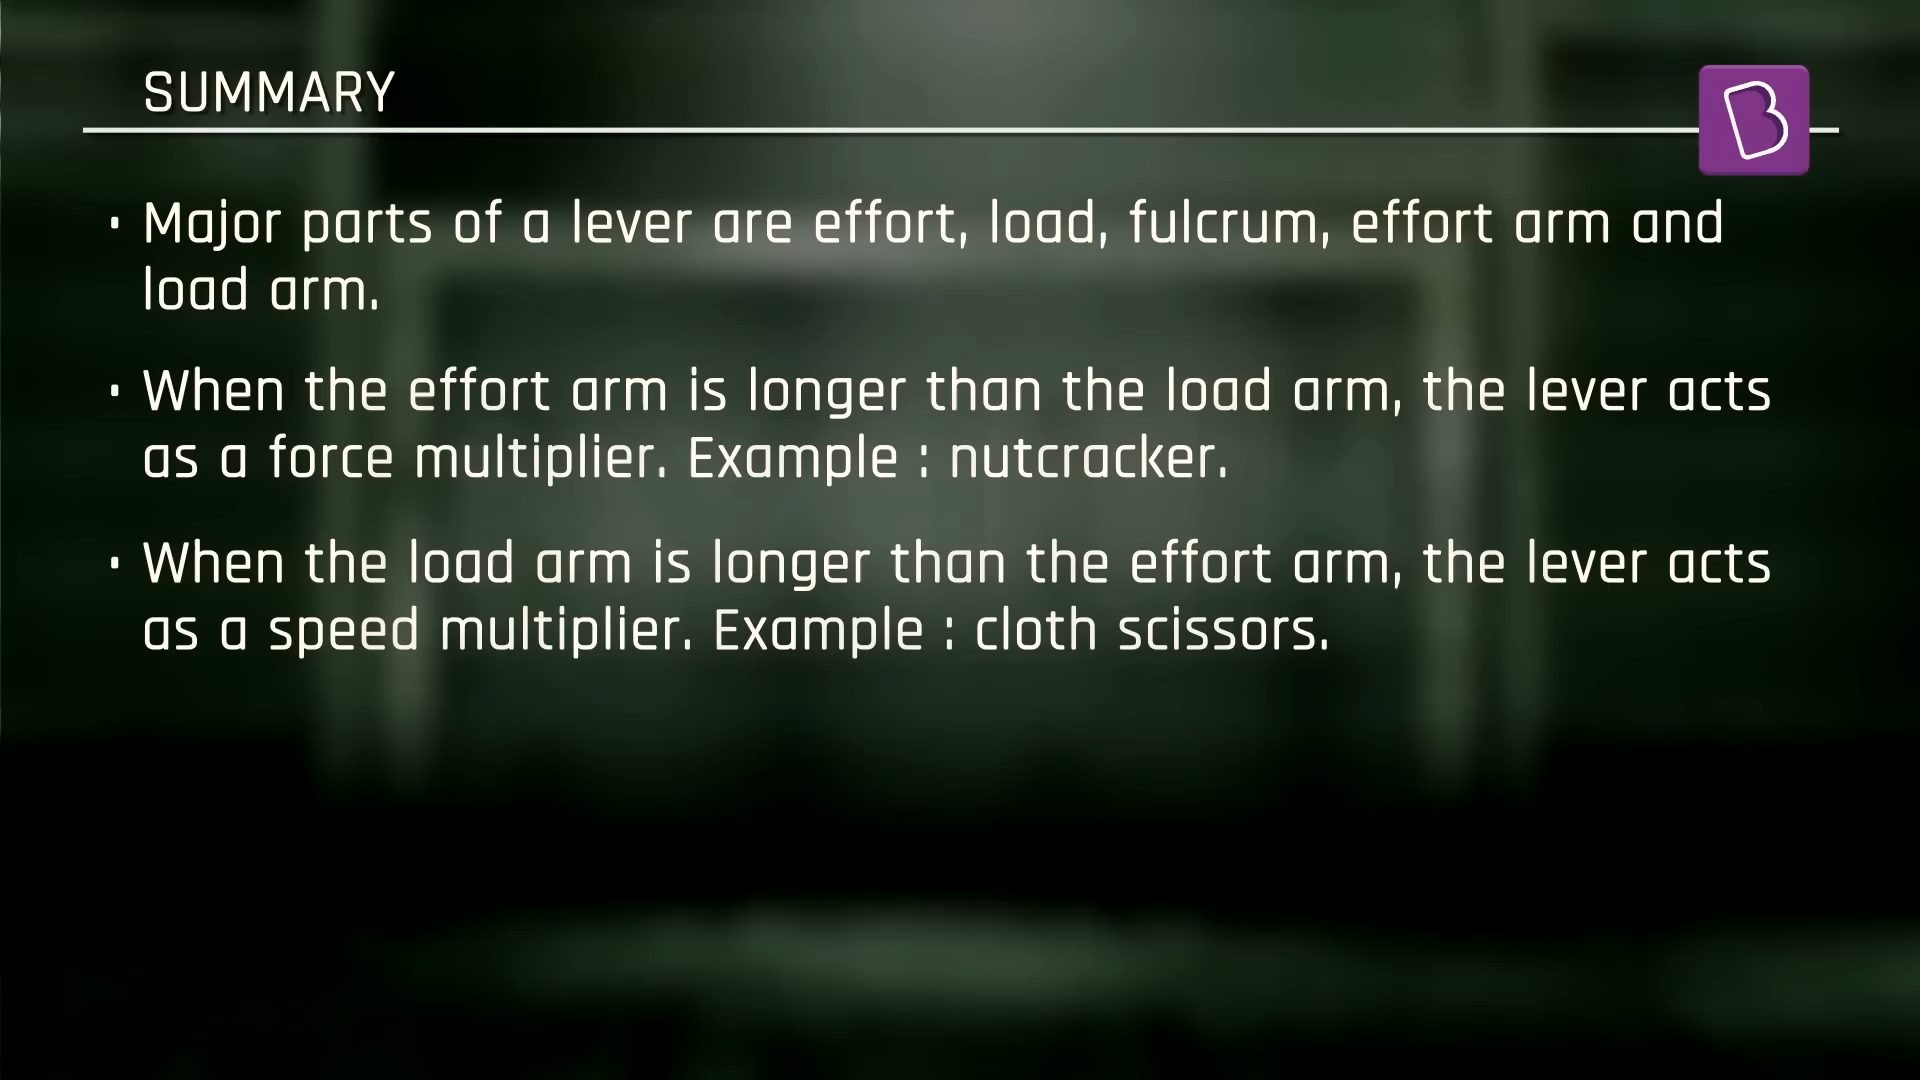 SUMMARY
B
· Major parts of a lever are effort, load, fulcrum, effort arm and
load arm.
· When the effort arm is longer than the load arm, the lever acts
as a force multiplier. Example : nutcracker.
· When the load arm is longer than the effort arm, the lever acts
as a speed multiplier. Example : cloth scissors.